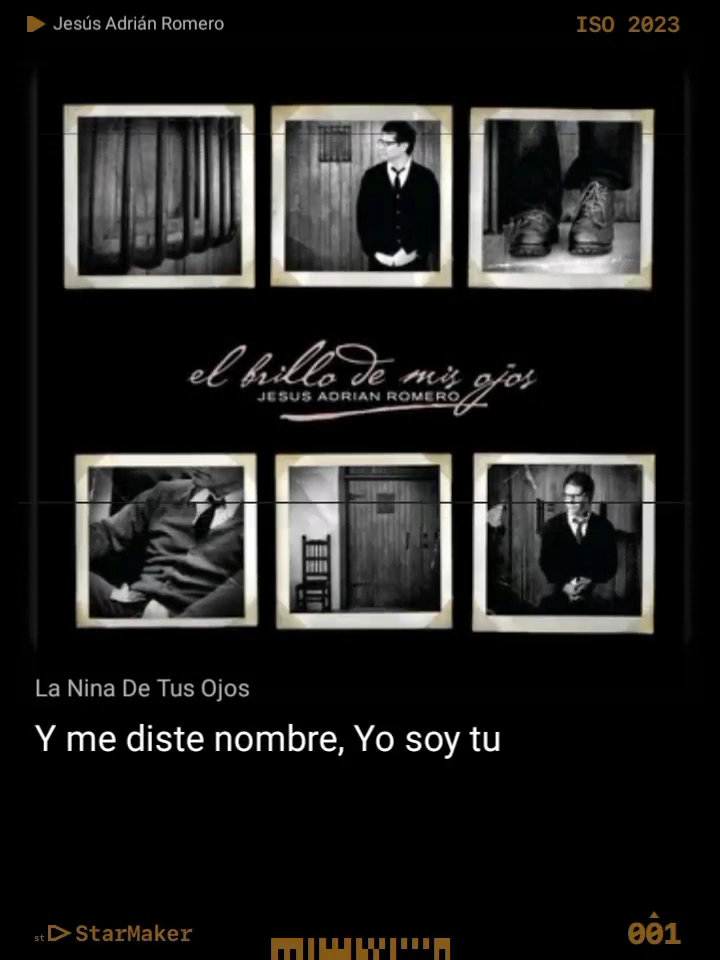 Jesús Adrián Romero
ISO 2023
el brillo de mis ojos
JESUS ADRIAN ROMERO
La Nina De Tus Ojos
Y me diste nombre, Yo soy tu
st StarMaker
001